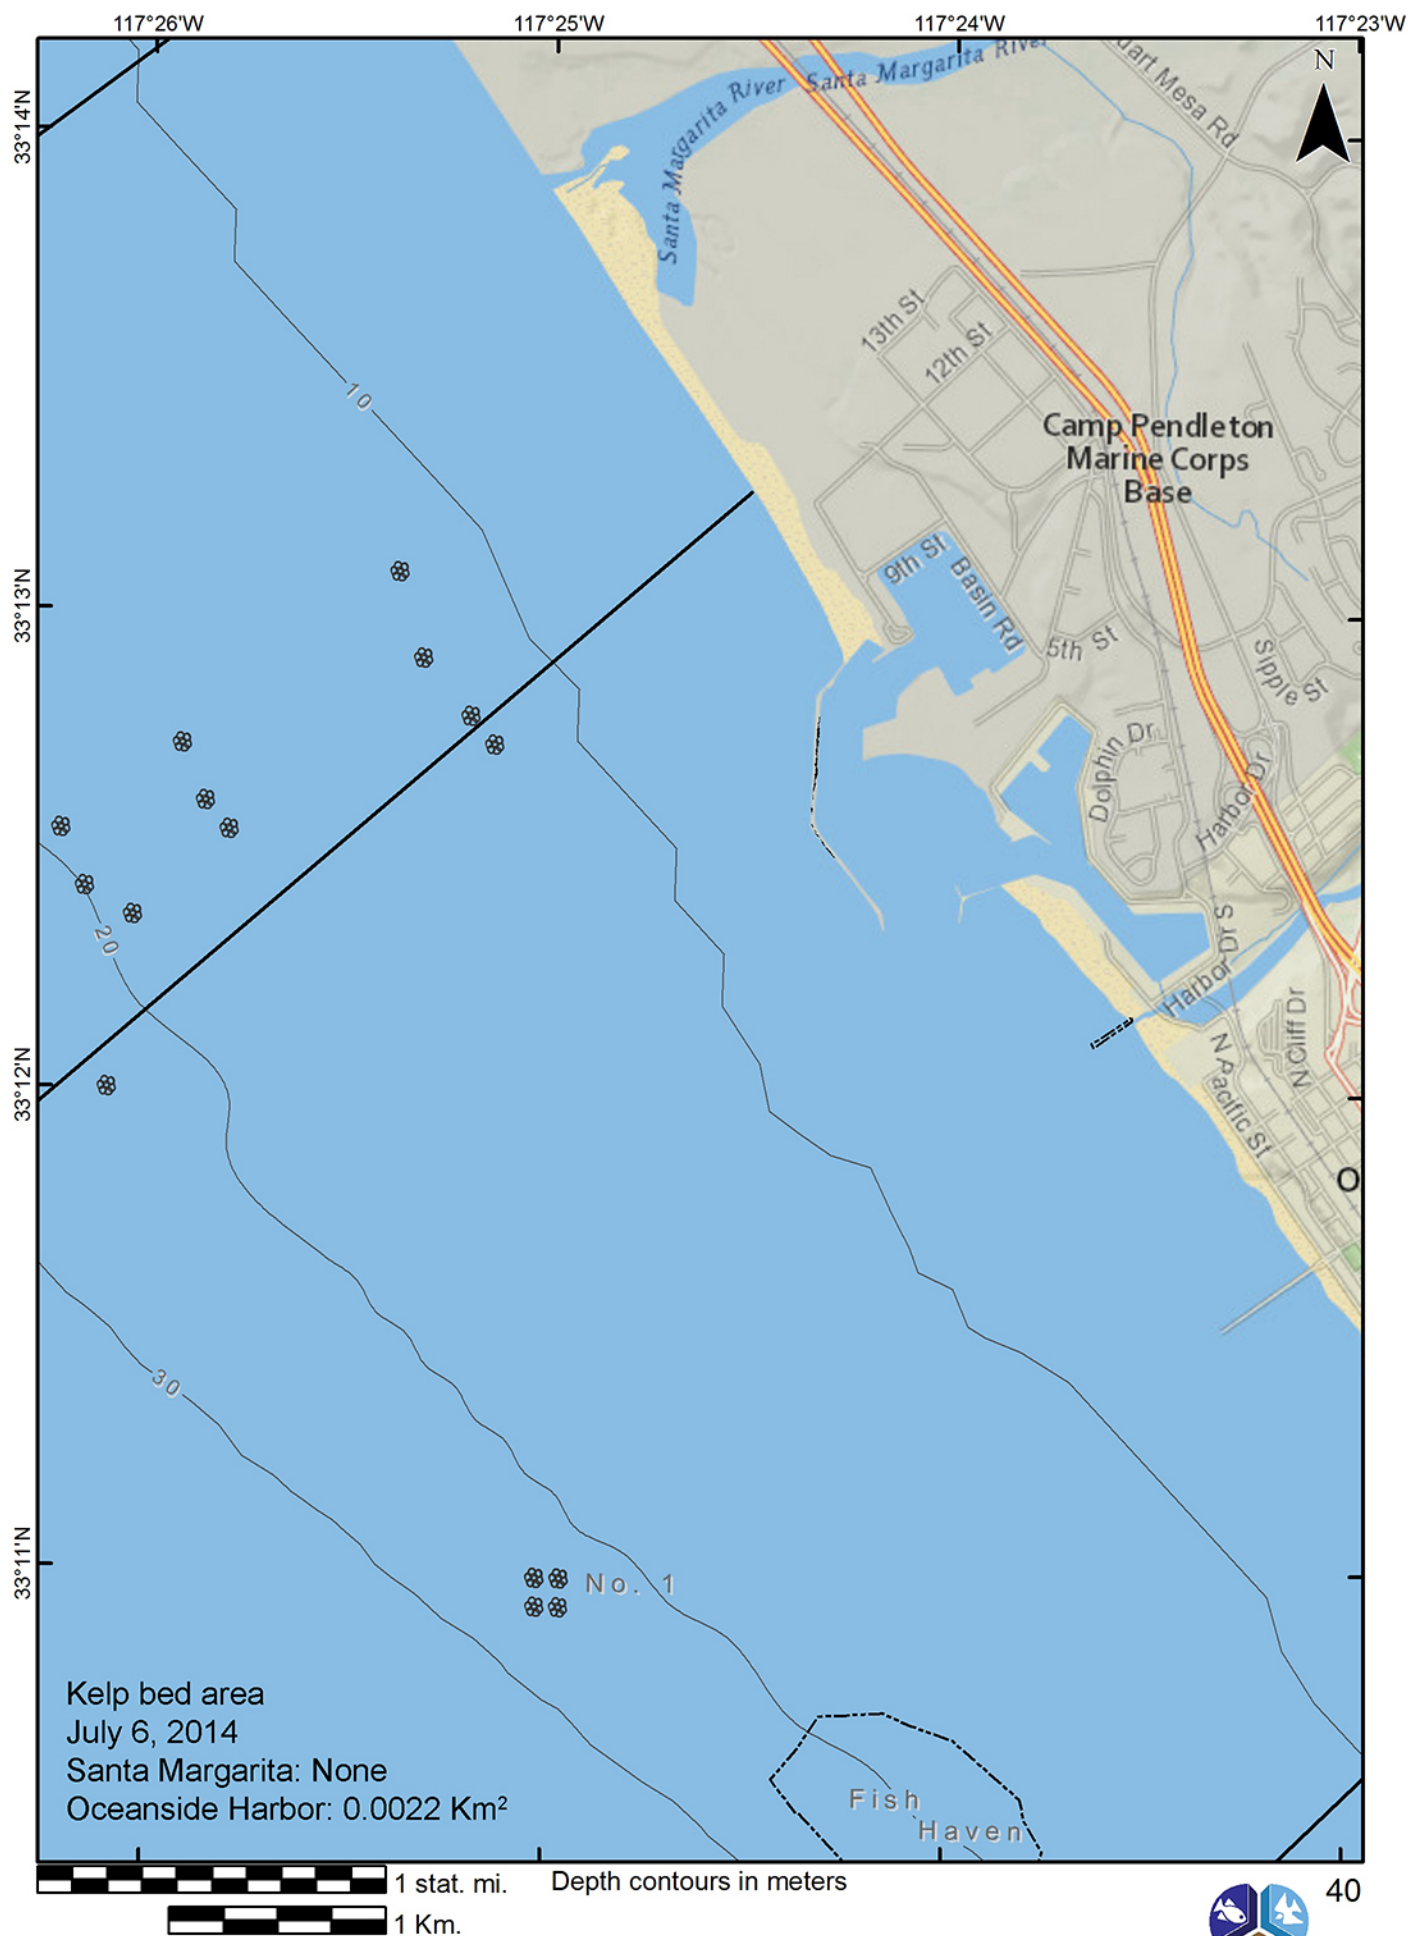 117°26'W
117°25'W
117°24'W
117°23'W
N
33°14'N
33°13'N
33°12'N
33°11'N
Santa Margarita River
Santa Margarita River
uart Mesa Rd
13th St
12th St
Camp Pendleton
Marine Corps
Base
10
9th St
Basin Rd
5th St
Sipple St
Dolphin Dr
Harbor Dr
20
S Dr
Harbor
N Cliff Dr
N Pacific St
O
30
No. 1
Fish
Haven
Kelp bed area
July 6, 2014
Santa Margarita: None
Oceanside Harbor: 0.0022 Km²
1 stat. mi.
Depth contours in meters
40
1 Km.